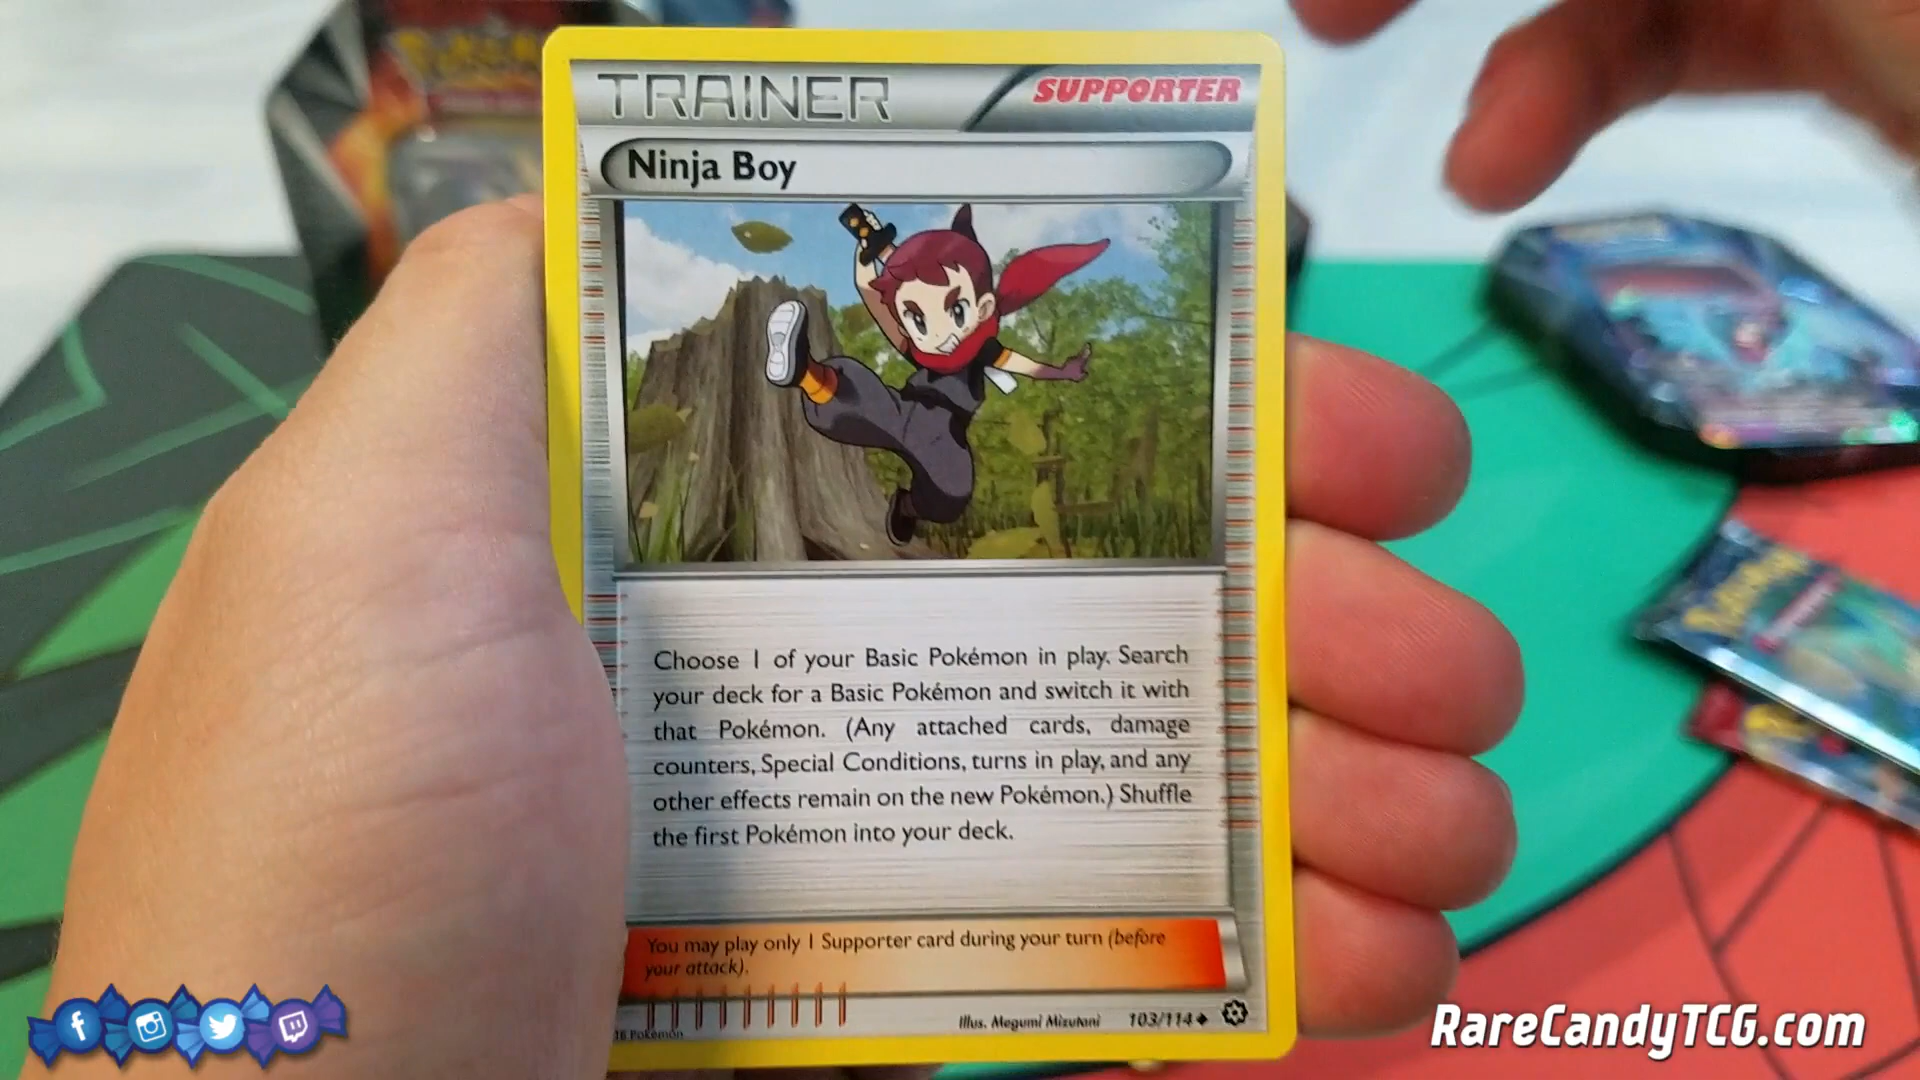 TRAINER
SUPPORTER
Ninja Boy
Choose 1 of your Basic Pokémon in play. Search
your deck for a Basic Pokémon and switch it with
that Pokémon. (Any attached cards, damage
counters, Special Conditions, turns in play, and any
other effects remain on the new Pokémon.) Shuffle
the first Pokémon into your deck.
You may play only 1 Supporter card during your turn (before
your attack).
16 Pokémon
Illus. Megumi Mizutani
103/114
RareCandyTCG.com